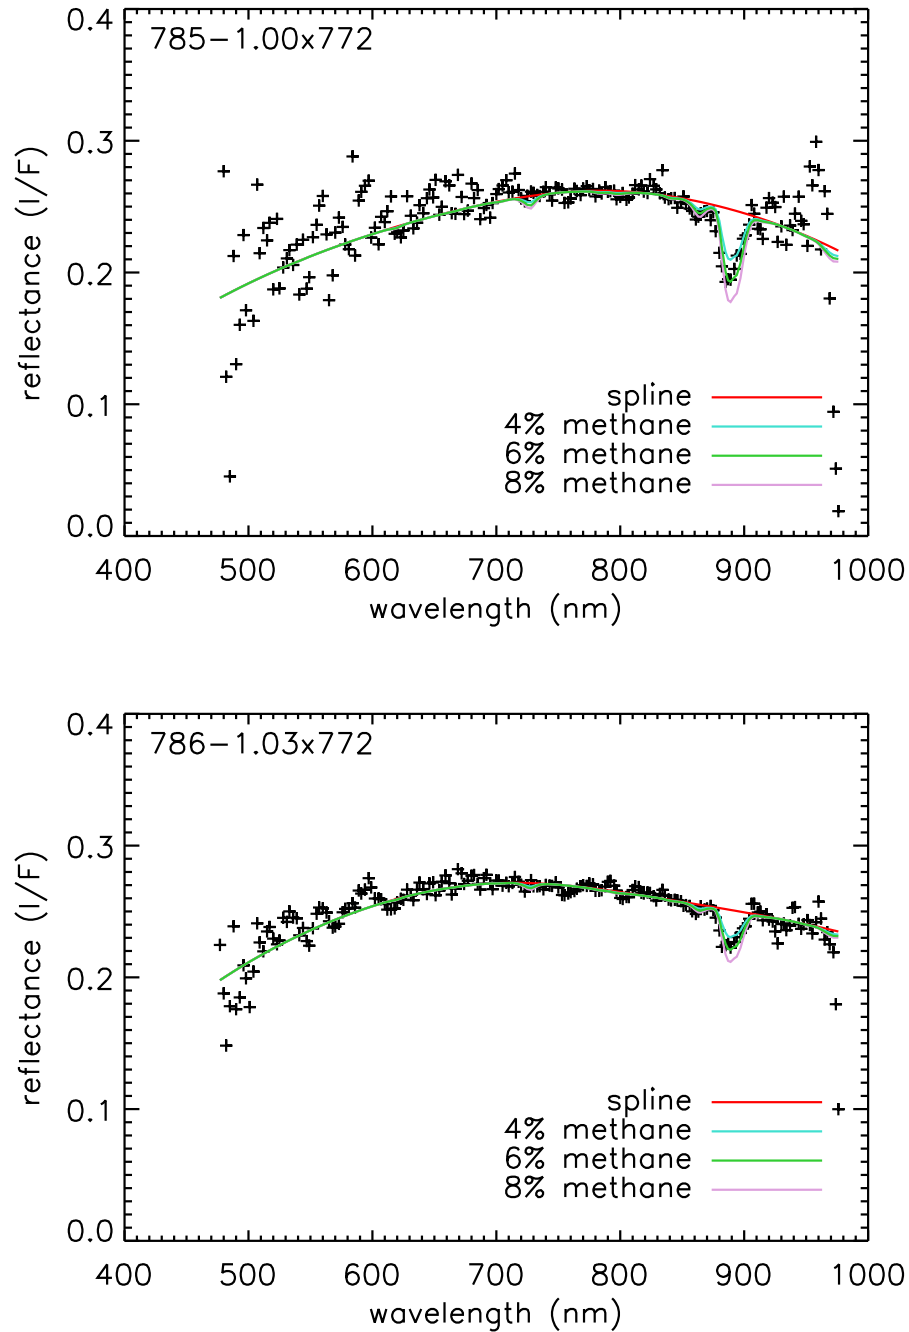 0.4
785-1.00x772
0.3
0.2
0.1
0.0
reflectance (I/F)
spline
4% methane
6% methane
8% methane
400 500 600 700 800 900 1000
wavelength (nm)
0.4
786-1.03x772
0.3
0.2
0.1
0.0
reflectance (I/F)
spline
4% methane
6% methane
8% methane
400 500 600 700 800 900 1000
wavelength (nm)